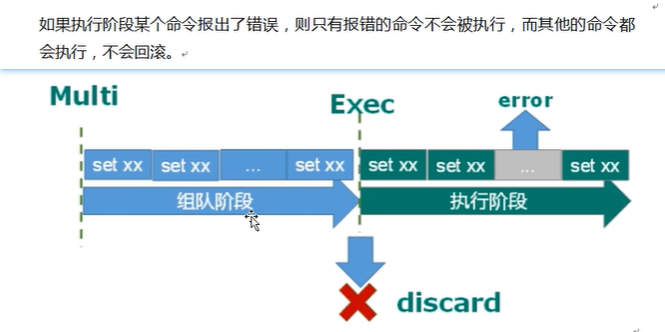 如果执行阶段某个命令报出了错误，则只有报错的命令不会被执行，而其他的命令都
会执行，不会回滚。
Multi
Exec
error
set xx set xx ... set xx set xx set xx ... set xx
组队阶段
执行阶段
discard